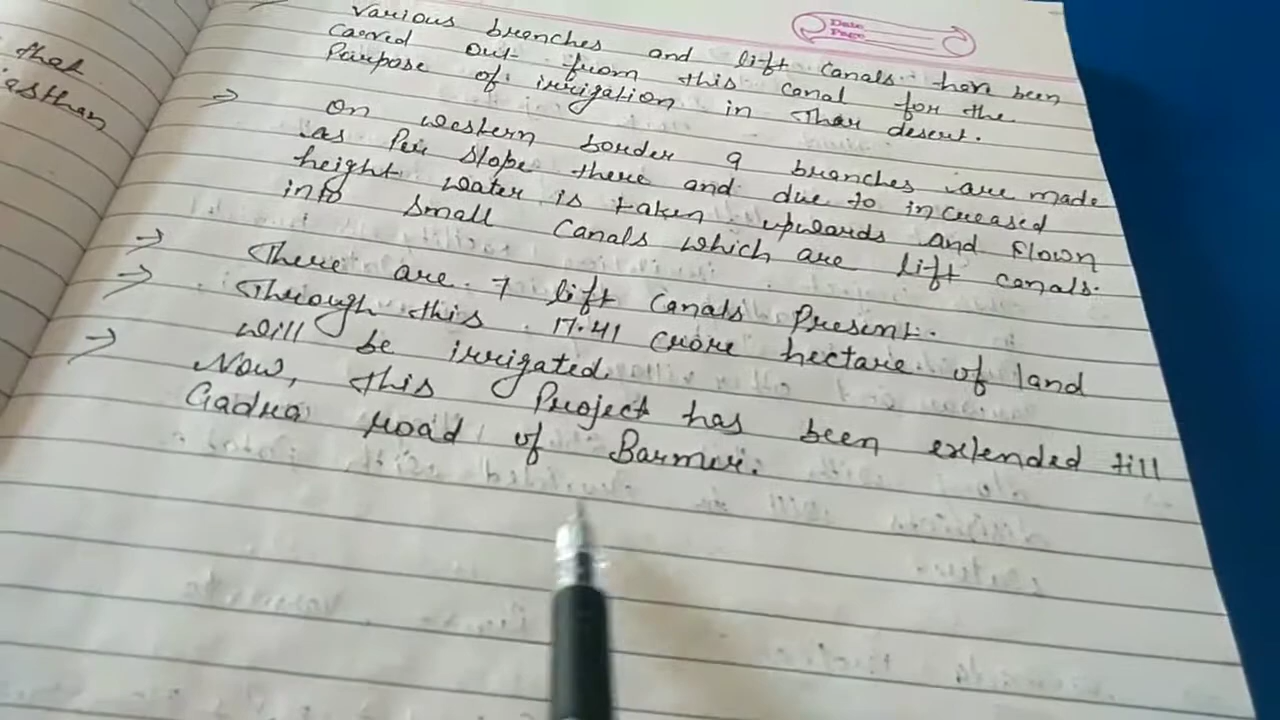 that
asthan
Date
Page
→ Various branches and lift canals have been
carved out from this canal for the
Purpose of irrigation in Thar desert.
→ On western border 9 branches are made
as per slope there and due to increased
height water is taken upwards and flown
into small canals which are lift canals.
→ There are 7 lift canals present.
→ Through this 17.41 crore hectare of land
will be irrigated.
→ Now, this Project has been extended till
Gadra road of Barmer.